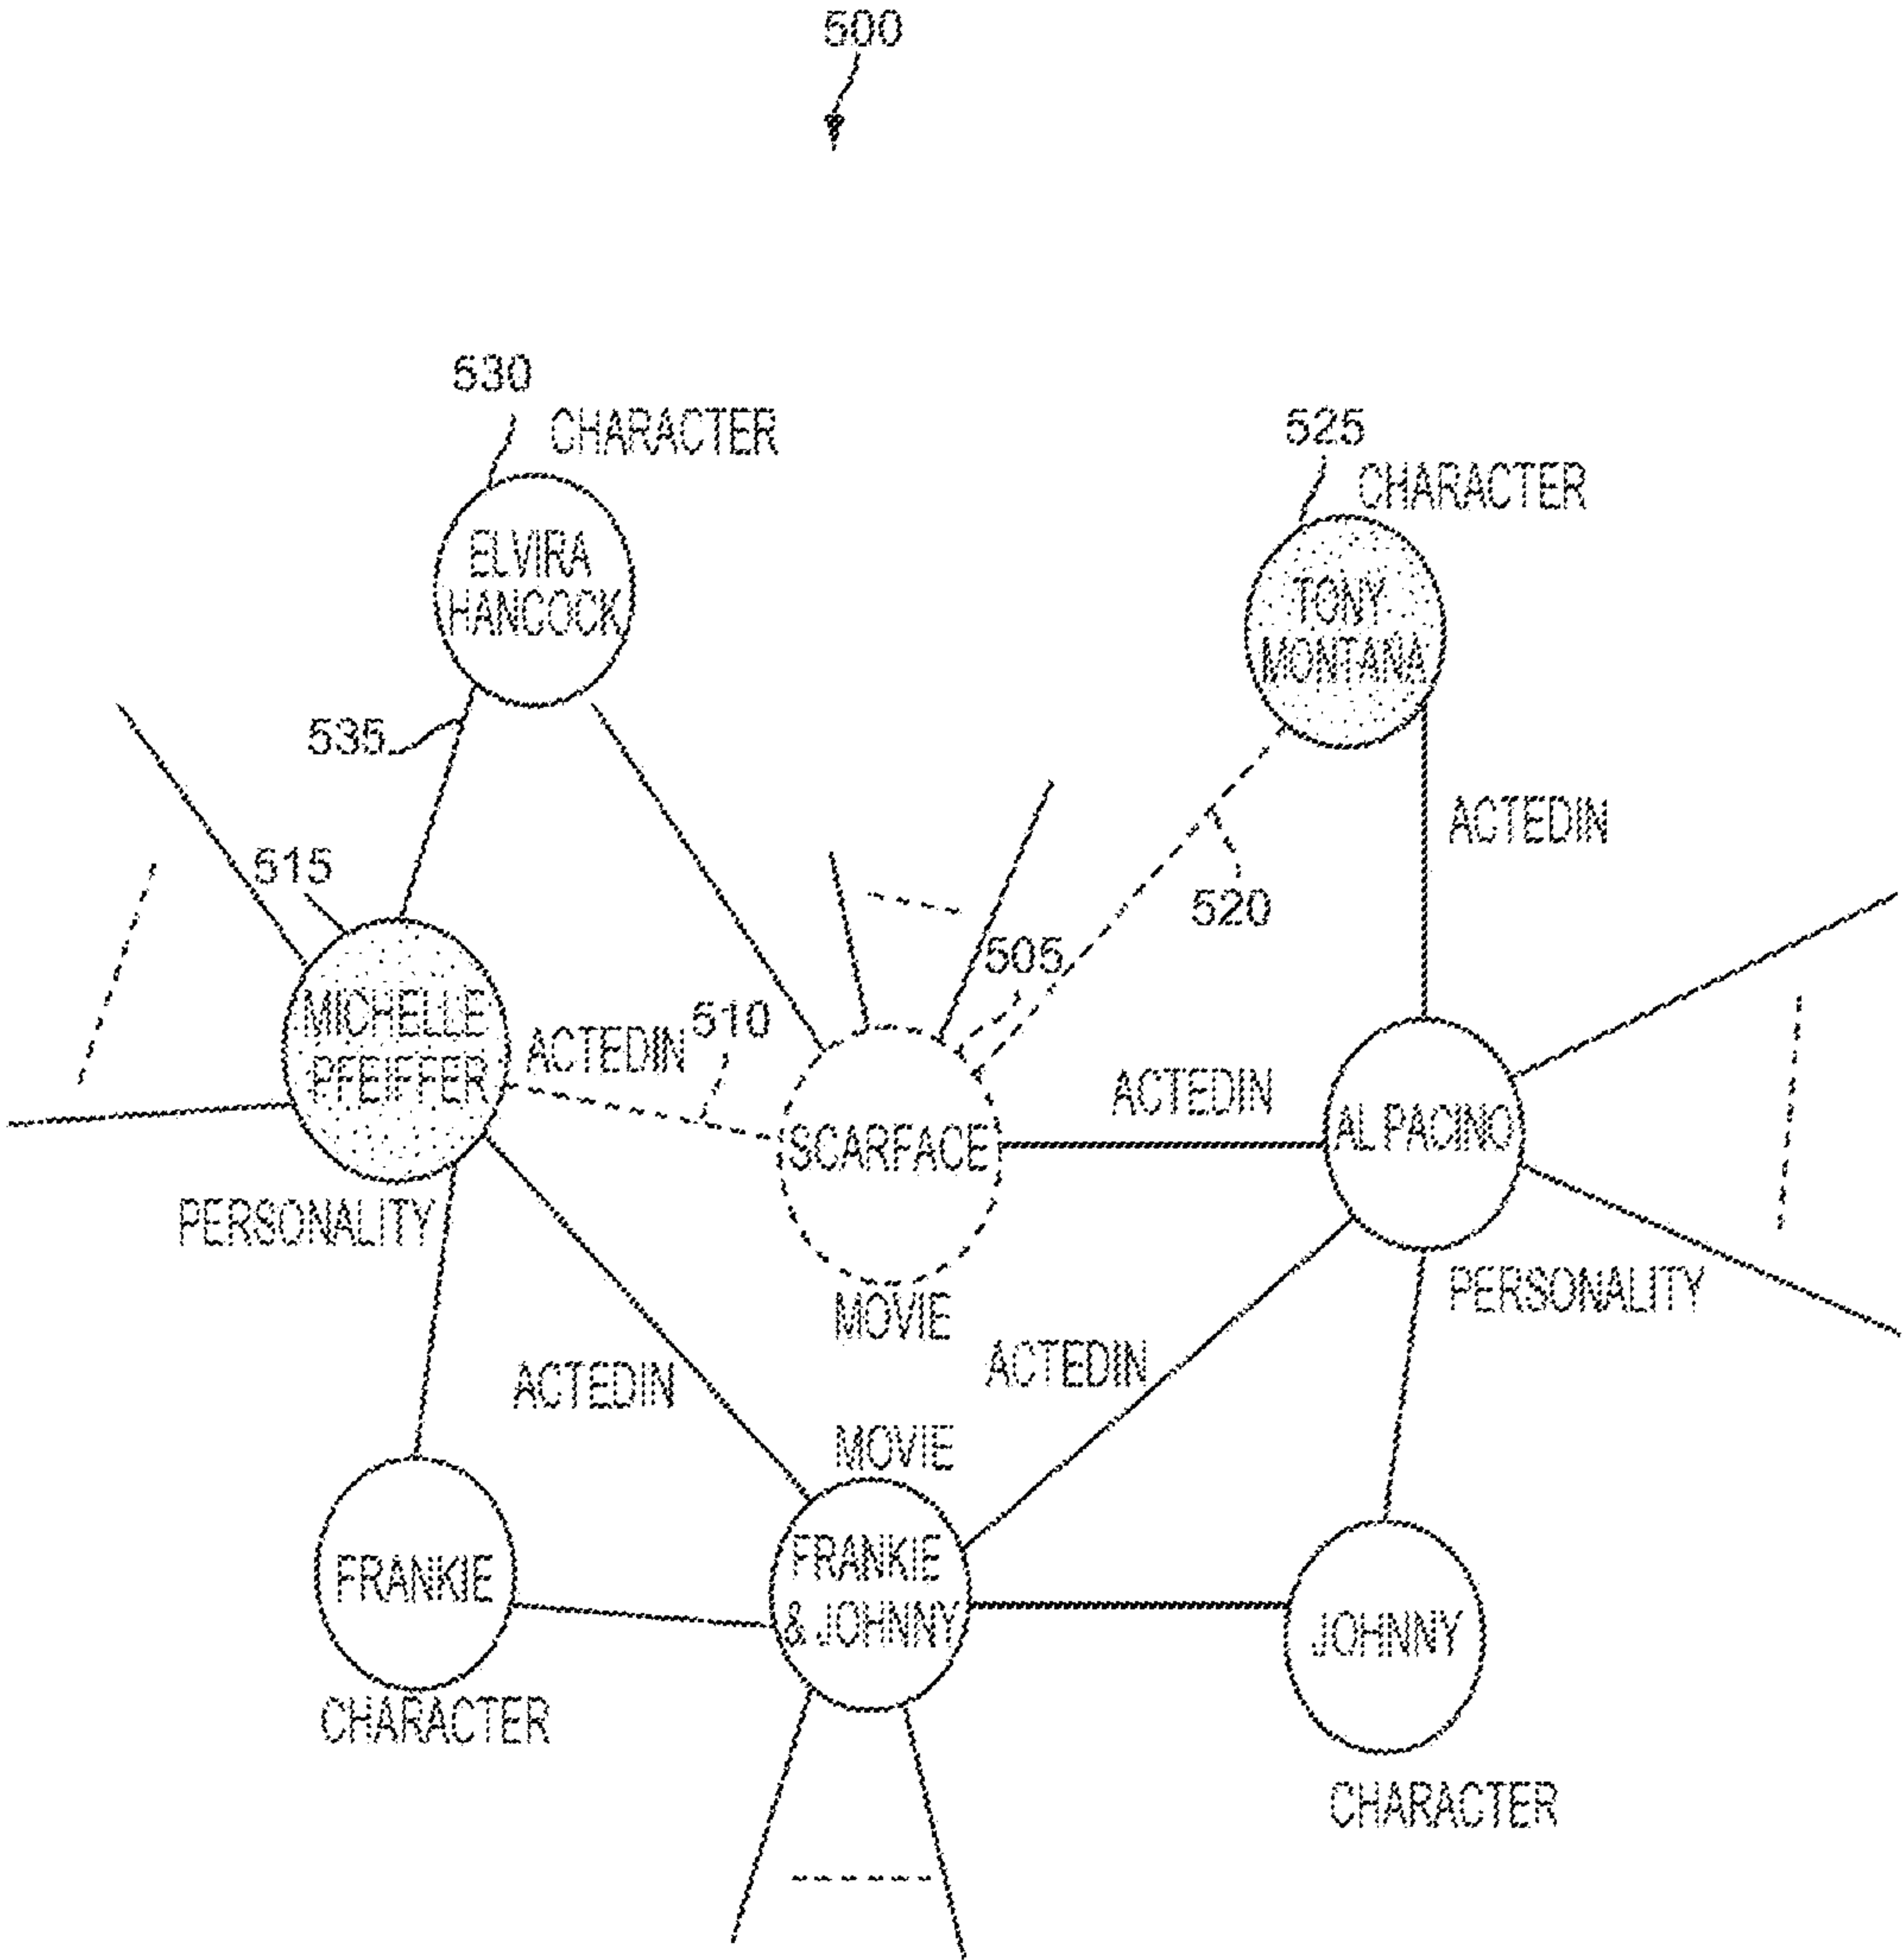 500
530
CHARACTER
525
CHARACTER
ELVIRA
HANCOCK
TONY
MONTANA
535
ACTEDIN
515
520
505
MICHELLE
PFEIFFER
ACTEDIN
510
ACTEDIN
SCARFACE
AL PACINO
PERSONALITY
MOVIE
PERSONALITY
ACTEDIN
ACTEDIN
MOVIE
FRANKIE
FRANKIE
& JOHNNY
JOHNNY
CHARACTER
CHARACTER